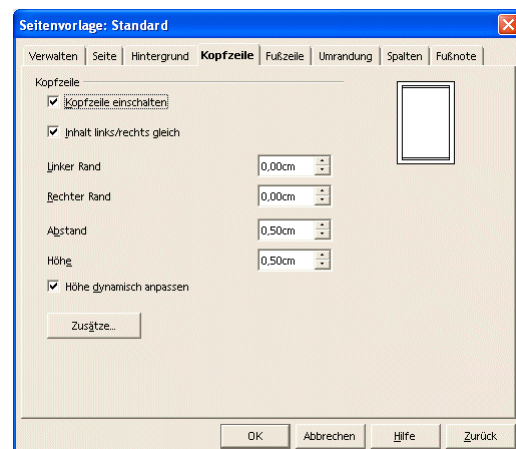 Seitenvorlage: Standard
Verwalten Seite Hintergrund Kopfzeile Fußzeile Umrandung Spalten Fußnote
Kopfzeile
Kopfzeile einschalten
Inhalt links/rechts gleich
Linker Rand 0,00cm
Rechter Rand 0,00cm
Abstand 0,50cm
Höhe 0,50cm
Höhe dynamisch anpassen
Zusätze...
OK Abbrechen Hilfe Zurück